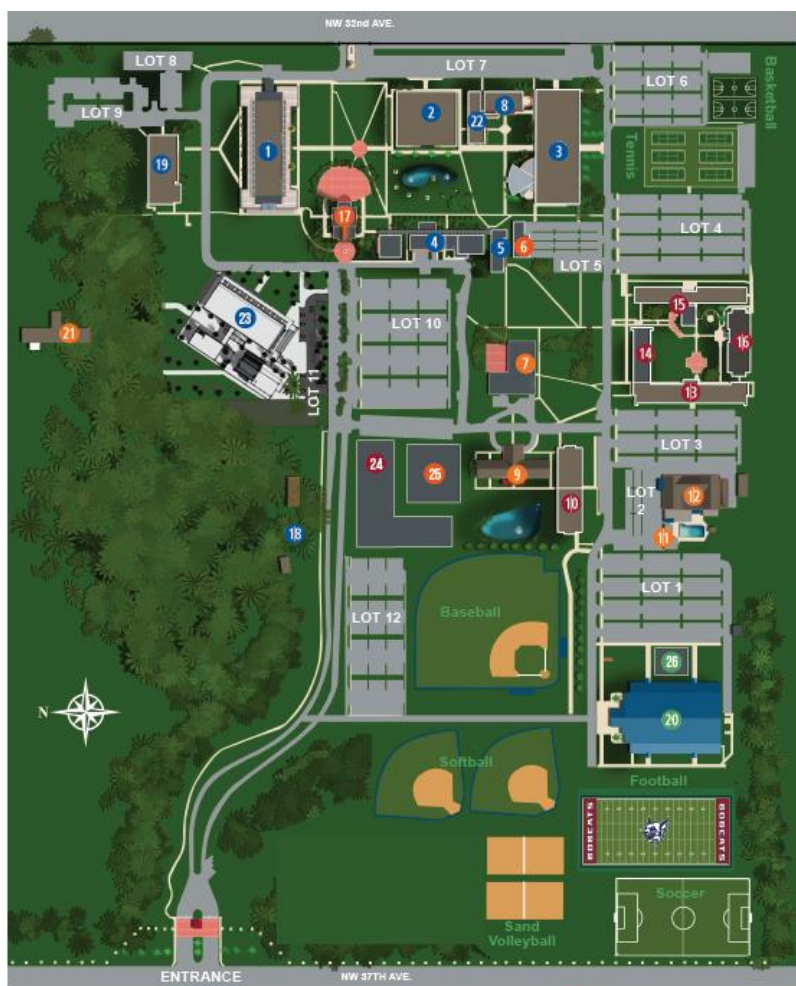 NW 32nd AVE.
LOT 8
LOT 7
LOT 6
LOT 9
Basketball
8
2
22
1
3
19
Tennis
17
4
5
6
LOT 4
LOT 5
15
23
LOT 10
21
16
14
7
LOT 11
13
LOT 3
24
25
9
12
10
LOT 2
18
11
LOT 1
Baseball
LOT 12
26
N
20
Softball
Football
BOBCATS
BOBCATS
Soccer
Sand
Volleyball
ENTRANCE
NW 37TH AVE.